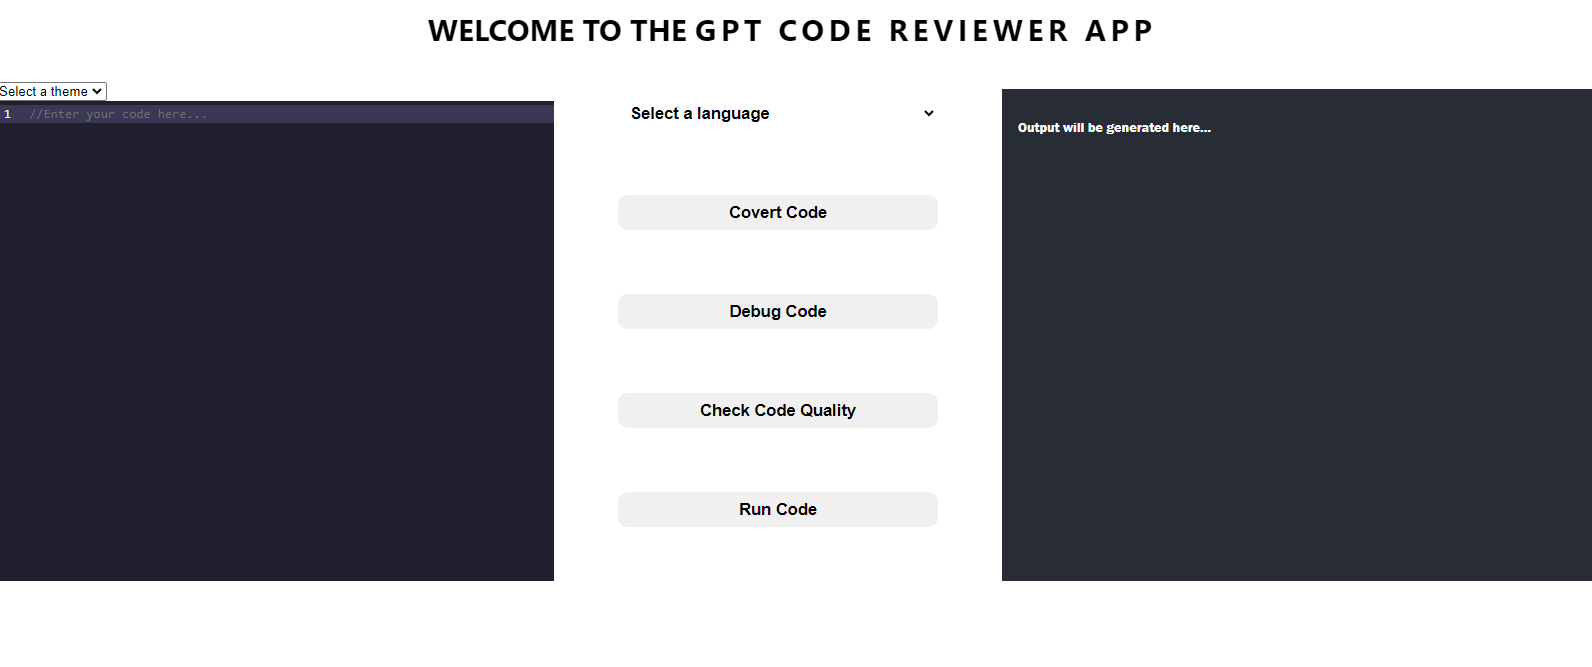 WELCOME TO THE GPT CODE REVIEWER APP
Select a theme
1 //Enter your code here...
Select a language
Covert Code
Debug Code
Check Code Quality
Run Code
Output will be generated here...